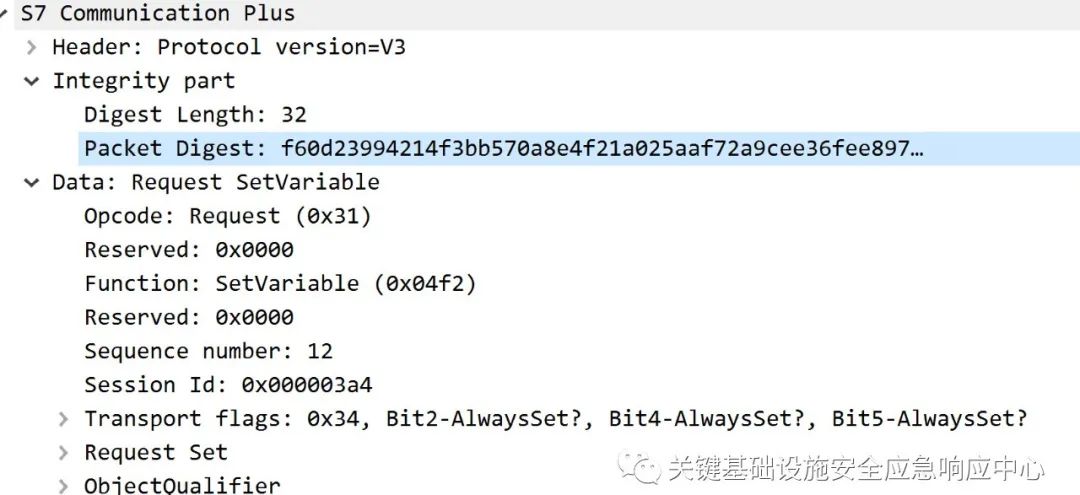 S7 Communication Plus
Header: Protocol version=V3
Integrity part
Digest Length: 32
Packet Digest: f60d23994214f3bb570a8e4f21a025aaf72a9cee36fee897…
Data: Request SetVariable
Opcode: Request (0x31)
Reserved: 0x0000
Function: SetVariable (0x04f2)
Reserved: 0x0000
Sequence number: 12
Session Id: 0x000003a4
Transport flags: 0x34, Bit2-AlwaysSet?, Bit4-AlwaysSet?, Bit5-AlwaysSet?
Request Set
关键基础设施安全应急响应中心
ObjectQualifier